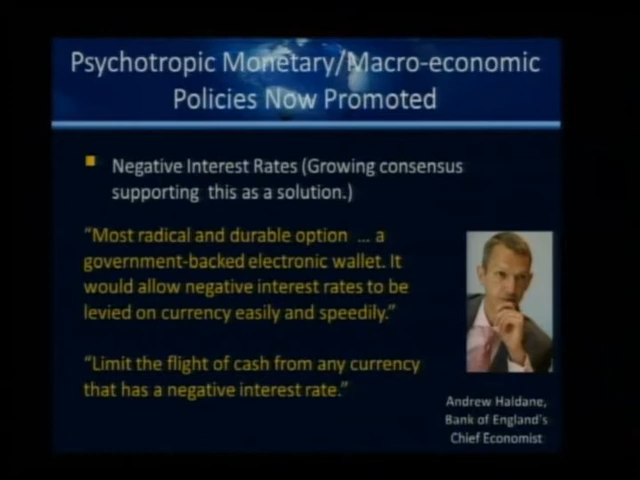 Psychotropic Monetary/Macro-economic
Policies Now Promoted
Negative Interest Rates (Growing consensus
supporting this as a solution.)
“Most radical and durable option ... a
government-backed electronic wallet. It
would allow negative interest rates to be
levied on currency easily and speedily.”
“Limit the flight of cash from any currency
that has a negative interest rate.”
Andrew Haldane,
Bank of England's
Chief Economist